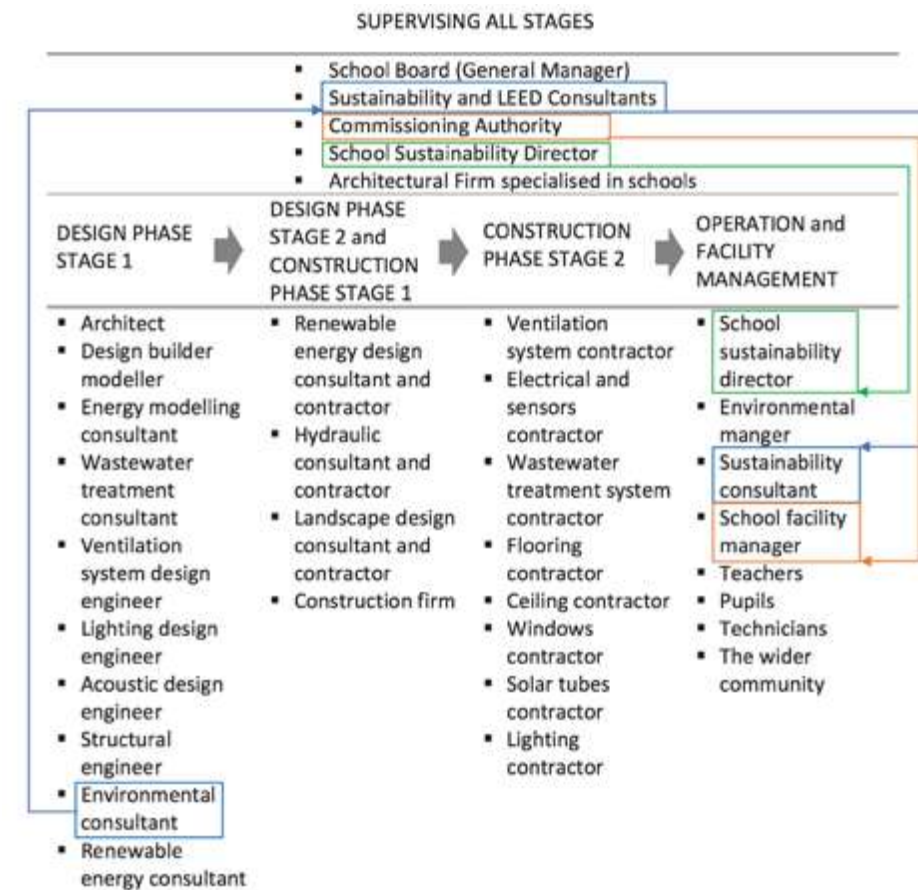 SUPERVISING ALL STAGES
▪ School Board (General Manager)
▪ Sustainability and LEED Consultants
▪ Commissioning Authority
▪ School Sustainability Director
▪ Architectural Firm specialised in schools
DESIGN PHASE
STAGE 1
DESIGN PHASE
STAGE 2 and
CONSTRUCTION
PHASE STAGE 1
CONSTRUCTION
PHASE STAGE 2
OPERATION and
FACILITY
MANAGEMENT
▪ Architect
▪ Design builder
modeller
▪ Energy modelling
consultant
▪ Wastewater
treatment
consultant
▪ Ventilation
system design
engineer
▪ Lighting design
engineer
▪ Acoustic design
engineer
▪ Structural
engineer
▪ Environmental
consultant
▪ Renewable
energy consultant
▪ Renewable
energy design
consultant and
contractor
▪ Hydraulic
consultant and
contractor
▪ Landscape design
consultant and
contractor
▪ Construction firm
▪ Ventilation
system contractor
▪ Electrical and
sensors
contractor
▪ Wastewater
treatment system
contractor
▪ Flooring
contractor
▪ Ceiling contractor
▪ Windows
contractor
▪ Solar tubes
contractor
▪ Lighting
contractor
▪ School
sustainability
director
▪ Environmental
manger
▪ Sustainability
consultant
▪ School facility
manager
▪ Teachers
▪ Pupils
▪ Technicians
▪ The wider
community